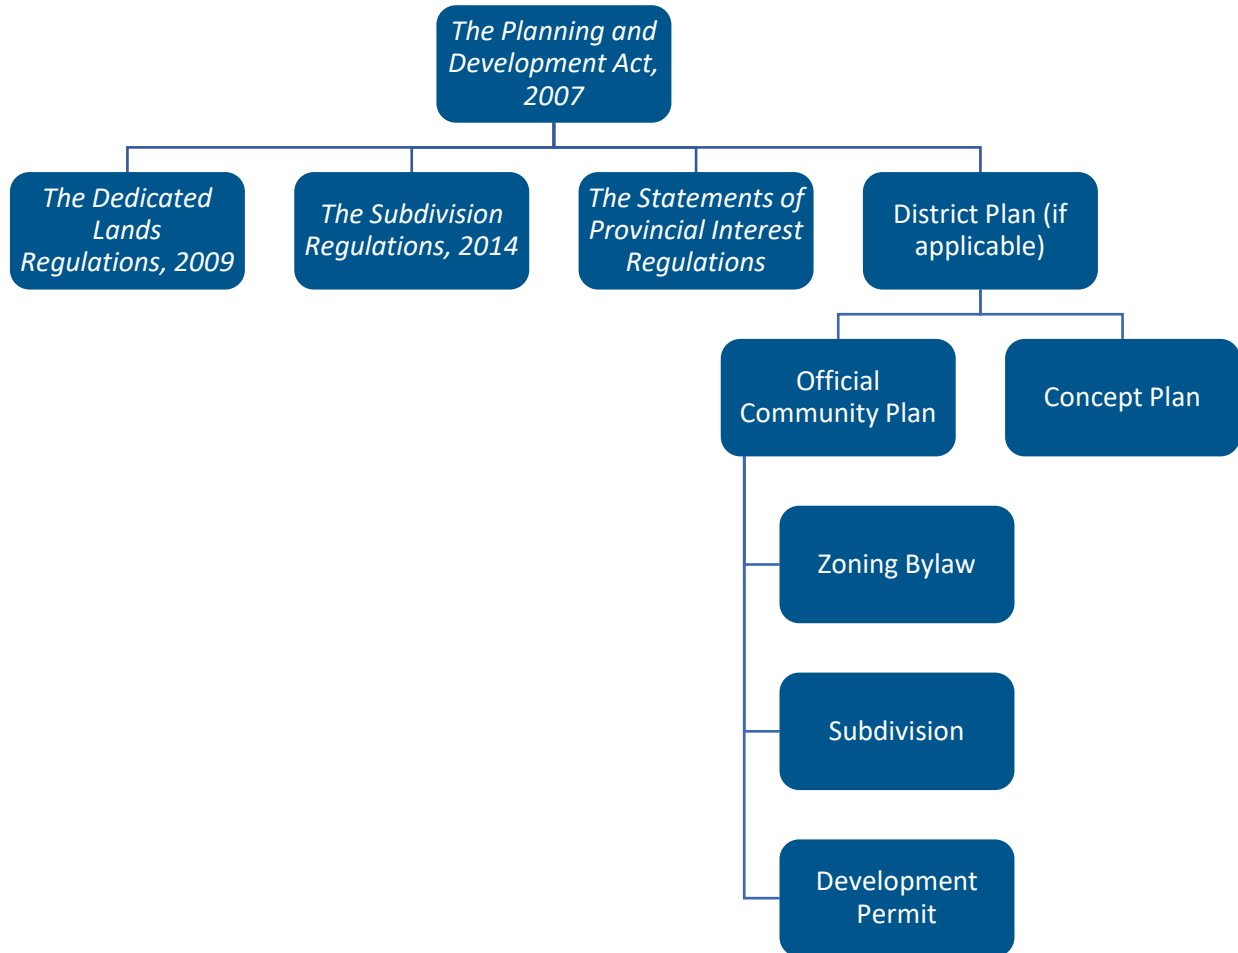 The Planning and
Development Act,
2007
The Dedicated
Lands
Regulations, 2009
The Subdivision
Regulations, 2014
The Statements of
Provincial Interest
Regulations
District Plan (if
applicable)
Official
Community Plan
Concept Plan
Zoning Bylaw
Subdivision
Development
Permit